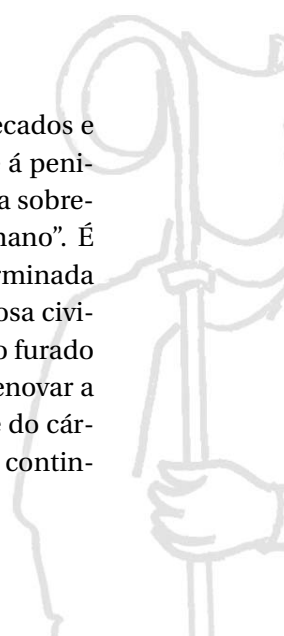 ecados e
á peni-
a sobre-
nano”. É
rminada
osa civi-
o furado
enovar a
e do cár-
contin-